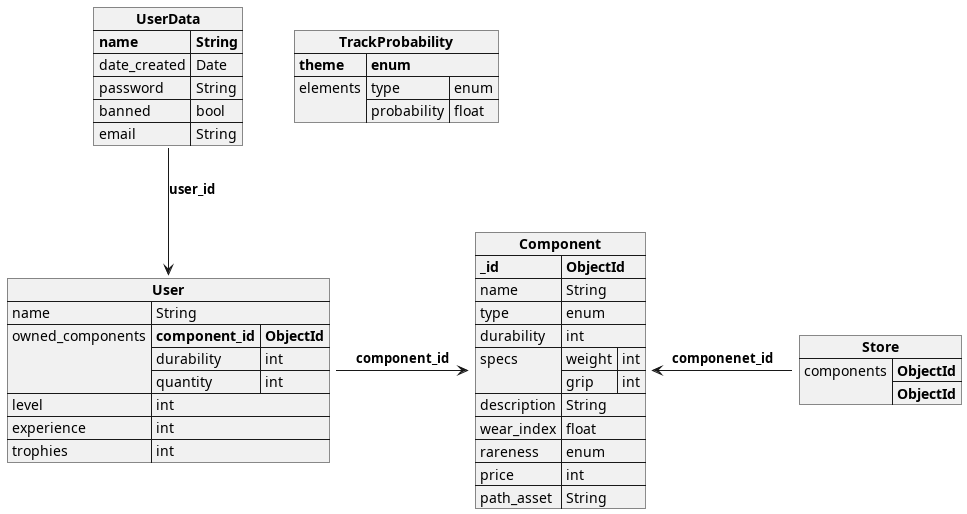 UserData
name String
date_created Date
password String
banned bool
email String
TrackProbability
theme enum
elements type enum
probability float
user_id
User
name String
owned_components component_id ObjectId
durability int
quantity int
level int
experience int
trophies int
component_id
Component
_id ObjectId
name String
type enum
durability int
specs weight int
grip int
description String
wear_index float
rareness enum
price int
path_asset String
componenet_id
Store
components ObjectId
ObjectId